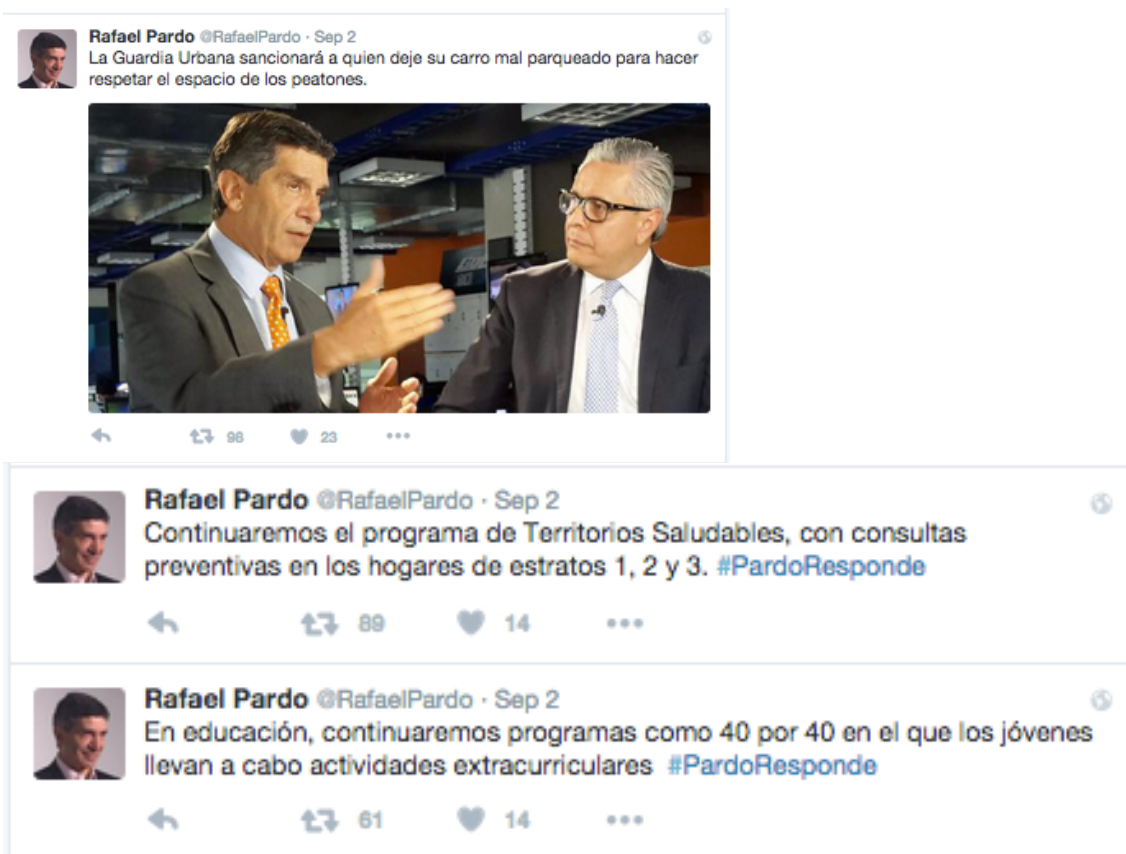 Rafael Pardo @RafaelPardo · Sep 2
La Guardia Urbana sancionará a quien deje su carro mal parqueado para hacer
respetar el espacio de los peatones.
98 23
Rafael Pardo @RafaelPardo · Sep 2
Continuaremos el programa de Territorios Saludables, con consultas
preventivas en los hogares de estratos 1, 2 y 3. #PardoResponde
89 14
Rafael Pardo @RafaelPardo · Sep 2
En educación, continuaremos programas como 40 por 40 en el que los jóvenes
llevan a cabo actividades extracurriculares #PardoResponde
61 14